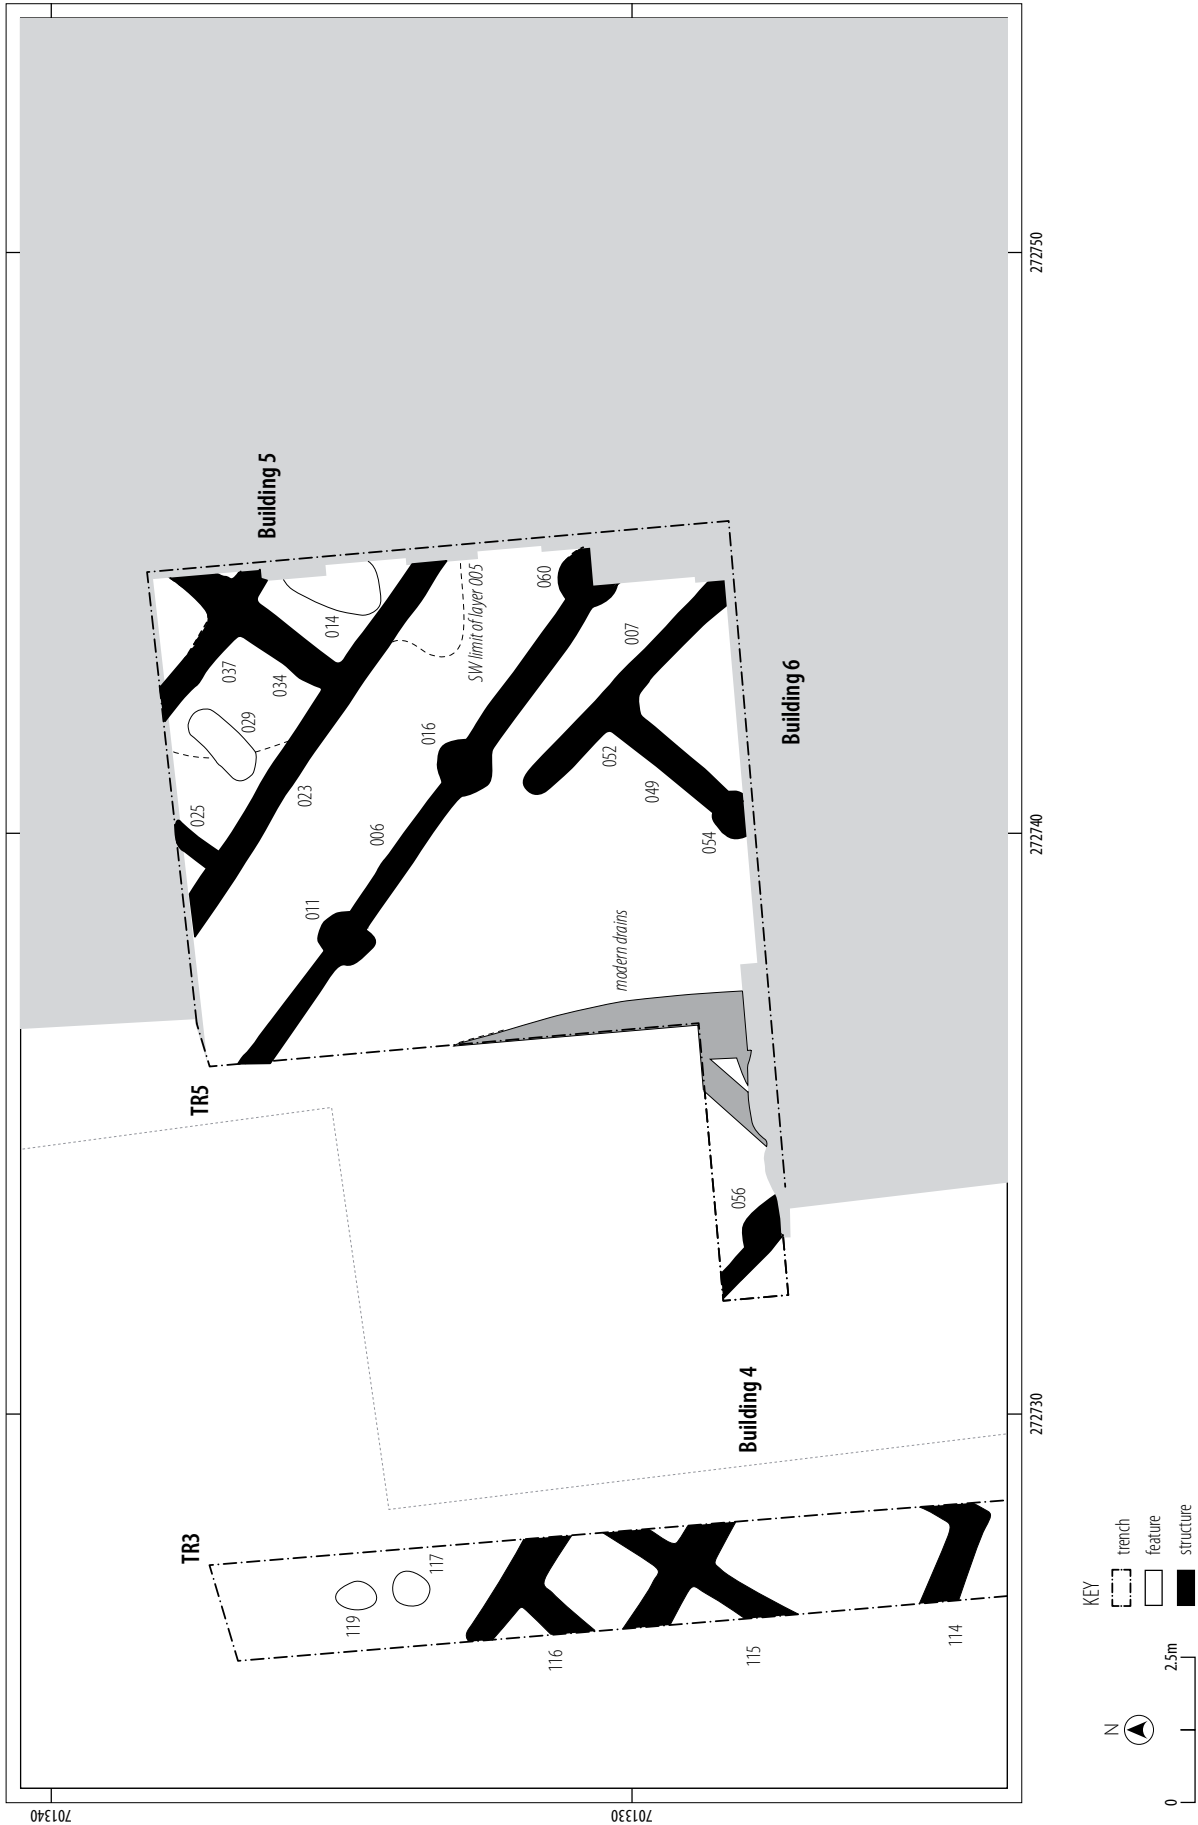 Building 5
Building 6
Building 4
TR5
TR3
037
034
029
025
014
023
SW limit of layer 005
060
007
016
006
011
052
049
054
modern drains
056
119
117
116
115
114
272750
272740
272730
701340
701330
KEY
trench
feature
structure
N
0
2.5m